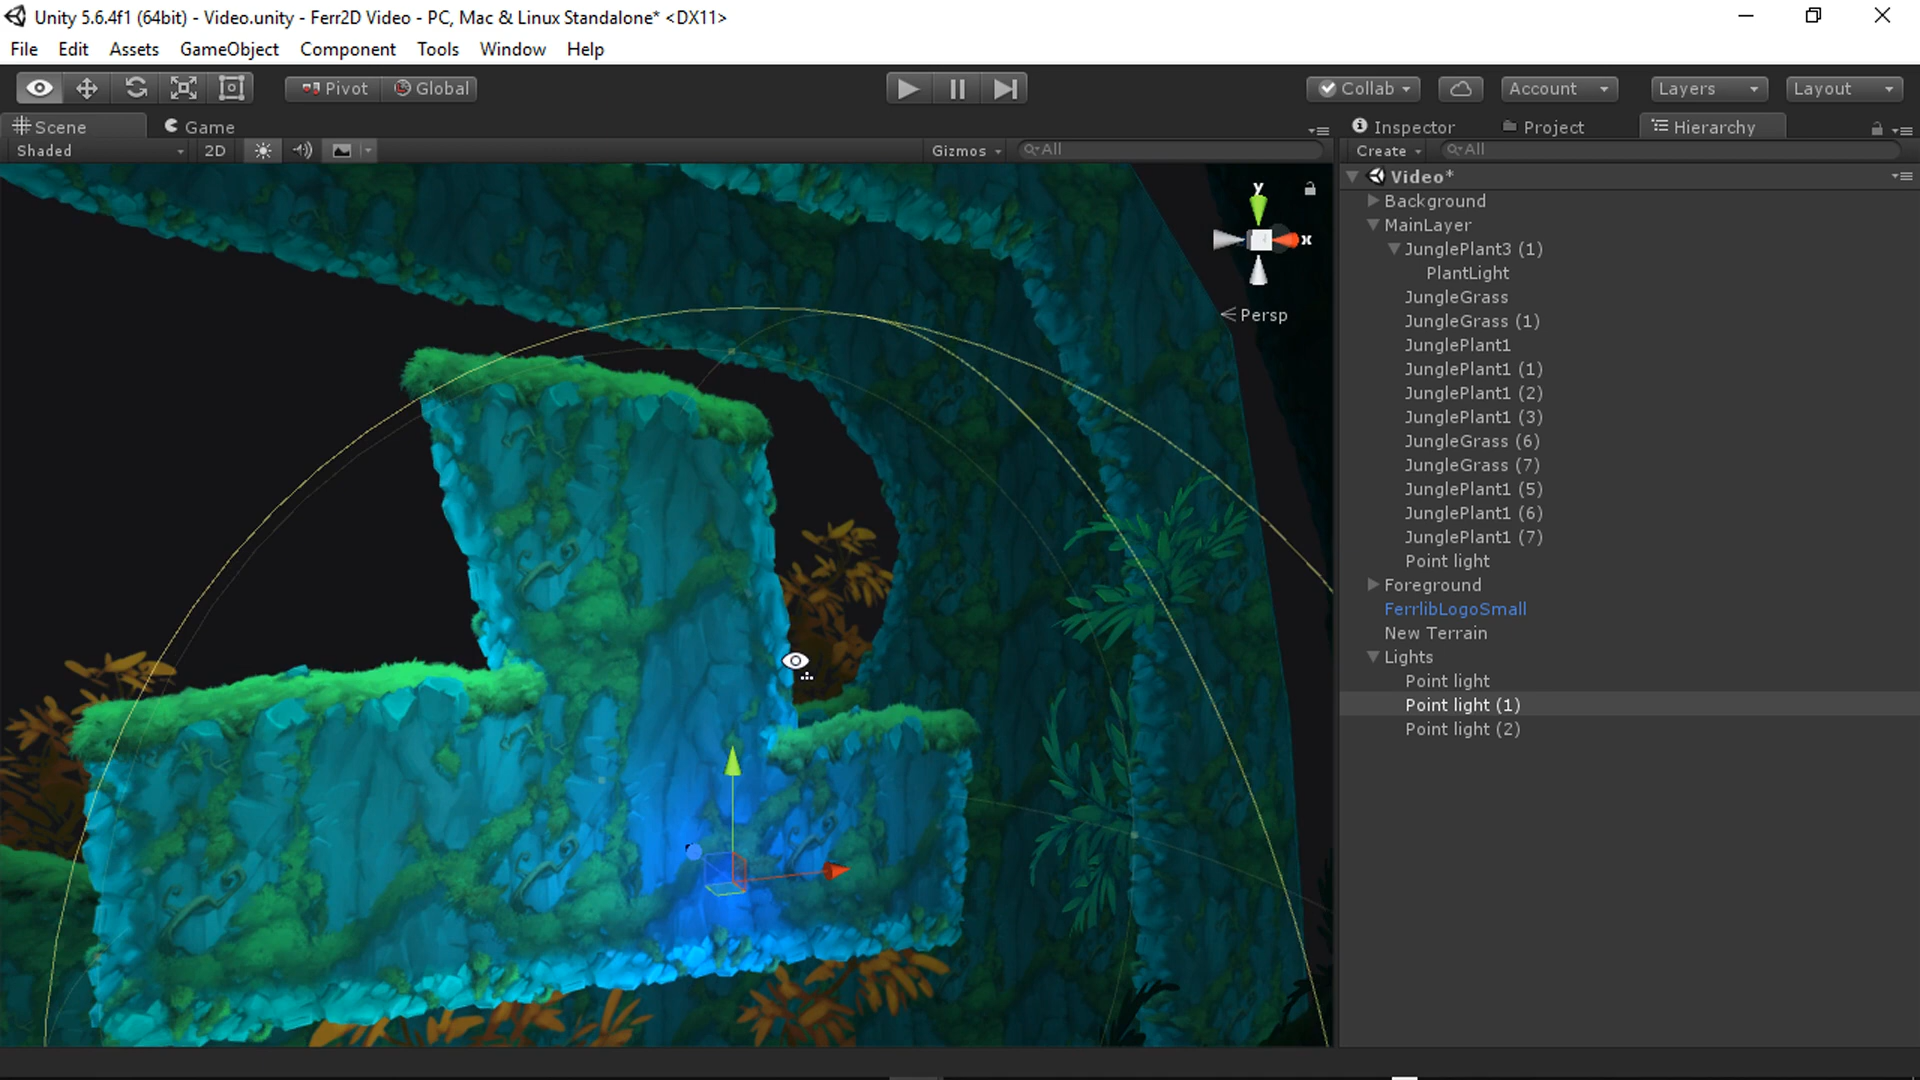 Unity 5.6.4f1 (64bit) - Video.unity - Ferr2D Video - PC, Mac & Linux Standalone* <DX11>
File Edit Assets GameObject Component Tools Window Help
Pivot Global Collab Account Layers Layout
Scene Game Inspector Project Hierarchy
Shaded 2D Gizmos All Create All
Video*
Background
MainLayer
JunglePlant3 (1)
PlantLight
JungleGrass
JungleGrass (1)
JunglePlant1
JunglePlant1 (1)
JunglePlant1 (2)
JunglePlant1 (3)
JungleGrass (6)
JungleGrass (7)
JunglePlant1 (5)
JunglePlant1 (6)
JunglePlant1 (7)
Point light
Foreground
FerrlibLogoSmall
New Terrain
Lights
Point light
Point light (1)
Point light (2)
y
x
Persp